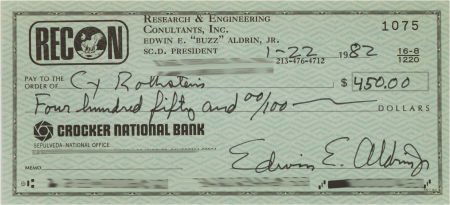 RECON
RESEARCH & ENGINEERING
CONULTANTS, INC.
EDWIN E. "BUZZ" ALDRIN, JR.
SC.D. PRESIDENT
1075
1-22 1982
16-8
1220
213-476-4712
PAY TO THE
ORDER OF Cy Rothstein $ 450.00
Four hundred fifty and 00/100 DOLLARS
CROCKER NATIONAL BANK
SEPULVEDA-NATIONAL OFFICE
MEMO
Edwin E. Aldrin Jr